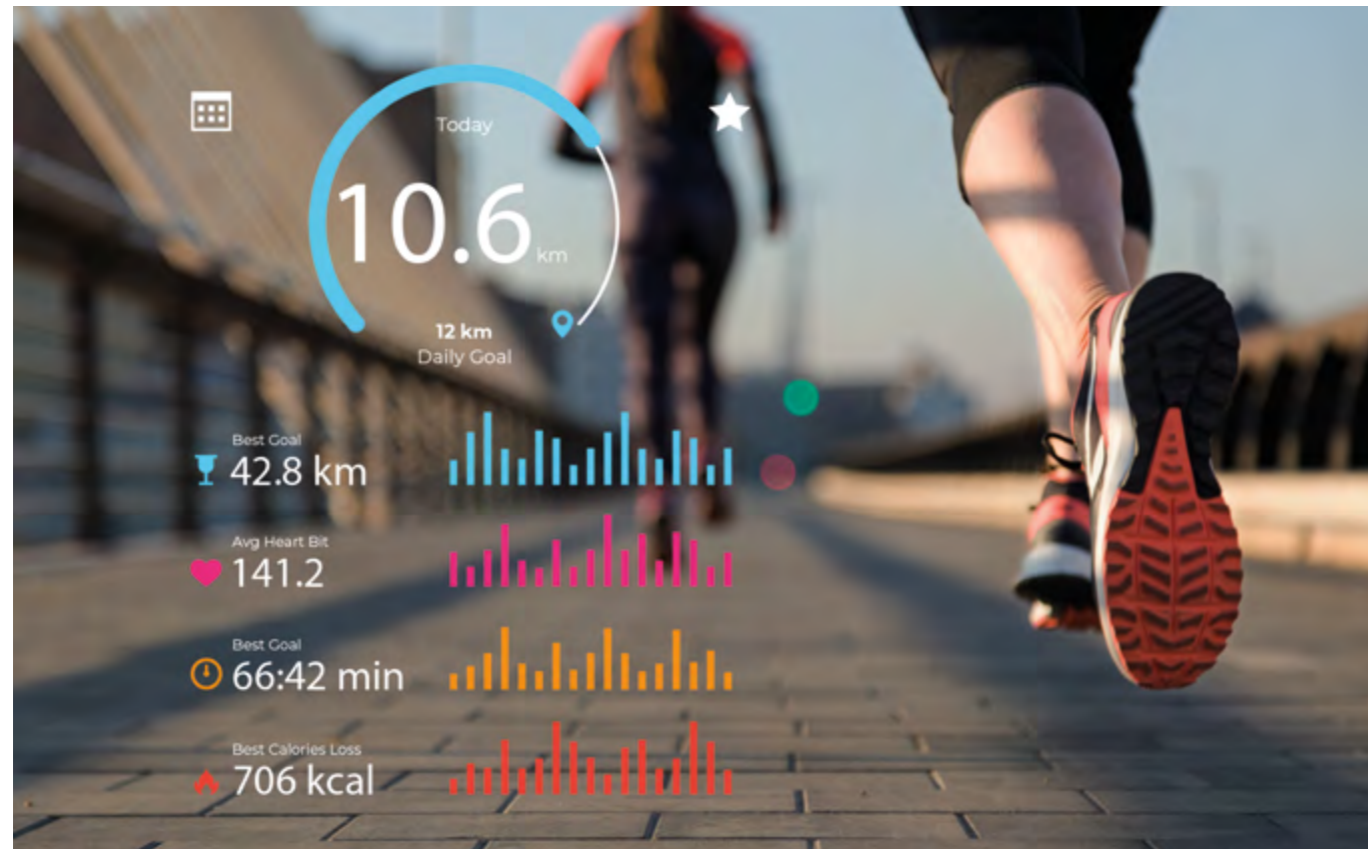 Today
10.6 km
12 km
Daily Goal
Best Goal
42.8 km
Avg Heart Bit
141.2
Best Goal
66:42 min
Best Calories Loss
706 kcal